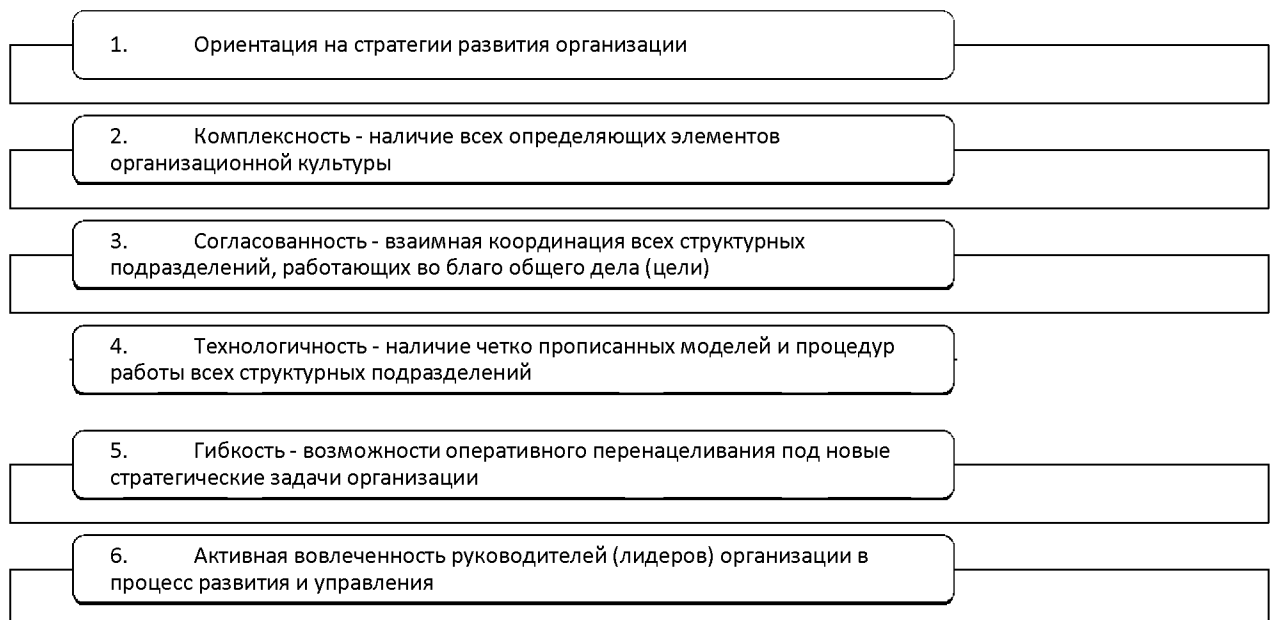 1. Ориентация на стратегии развития организации
2. Комплексность - наличие всех определяющих элементов
организационной культуры
3. Согласованность - взаимная координация всех структурных
подразделений, работающих во благо общего дела (цели)
4. Технологичность - наличие четко прописанных моделей и процедур
работы всех структурных подразделений
5. Гибкость - возможности оперативного перенацеливания под новые
стратегические задачи организации
6. Активная вовлеченность руководителей (лидеров) организации в
процесс развития и управления